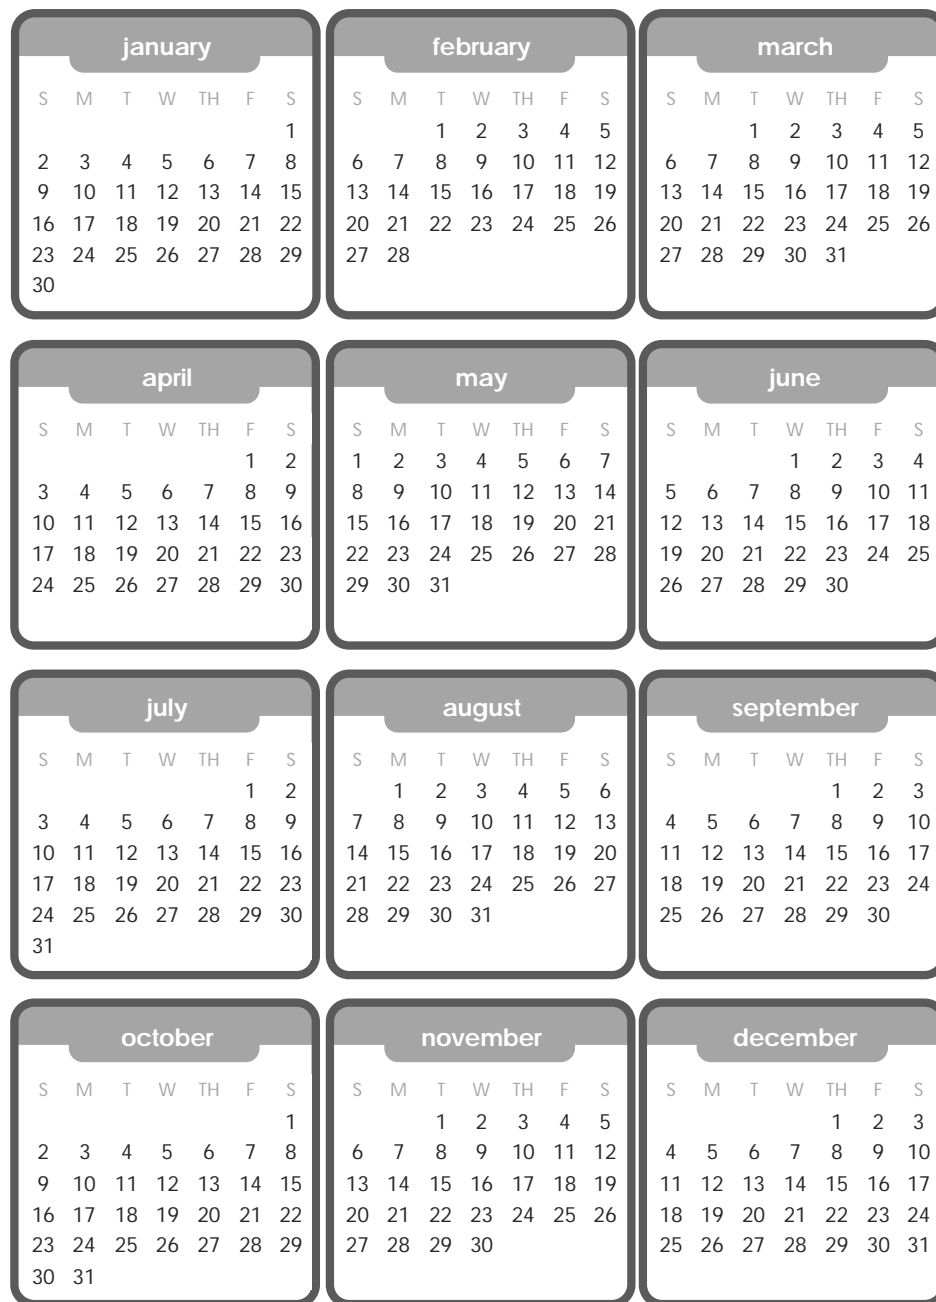 january
S M T W TH F S
1
2 3 4 5 6 7 8
9 10 11 12 13 14 15
16 17 18 19 20 21 22
23 24 25 26 27 28 29
30
february
S M T W TH F S
1 2 3 4 5
6 7 8 9 10 11 12
13 14 15 16 17 18 19
20 21 22 23 24 25 26
27 28
march
S M T W TH F S
1 2 3 4 5
6 7 8 9 10 11 12
13 14 15 16 17 18 19
20 21 22 23 24 25 26
27 28 29 30 31
april
S M T W TH F S
1 2
3 4 5 6 7 8 9
10 11 12 13 14 15 16
17 18 19 20 21 22 23
24 25 26 27 28 29 30
may
S M T W TH F S
1 2 3 4 5 6 7
8 9 10 11 12 13 14
15 16 17 18 19 20 21
22 23 24 25 26 27 28
29 30 31
june
S M T W TH F S
1 2 3 4
5 6 7 8 9 10 11
12 13 14 15 16 17 18
19 20 21 22 23 24 25
26 27 28 29 30
july
S M T W TH F S
1 2
3 4 5 6 7 8 9
10 11 12 13 14 15 16
17 18 19 20 21 22 23
24 25 26 27 28 29 30
31
august
S M T W TH F S
1 2 3 4 5 6
7 8 9 10 11 12 13
14 15 16 17 18 19 20
21 22 23 24 25 26 27
28 29 30 31
september
S M T W TH F S
1 2 3
4 5 6 7 8 9 10
11 12 13 14 15 16 17
18 19 20 21 22 23 24
25 26 27 28 29 30
october
S M T W TH F S
1
2 3 4 5 6 7 8
9 10 11 12 13 14 15
16 17 18 19 20 21 22
23 24 25 26 27 28 29
30 31
november
S M T W TH F S
1 2 3 4 5
6 7 8 9 10 11 12
13 14 15 16 17 18 19
20 21 22 23 24 25 26
27 28 29 30
december
S M T W TH F S
1 2 3
4 5 6 7 8 9 10
11 12 13 14 15 16 17
18 19 20 21 22 23 24
25 26 27 28 29 30 31